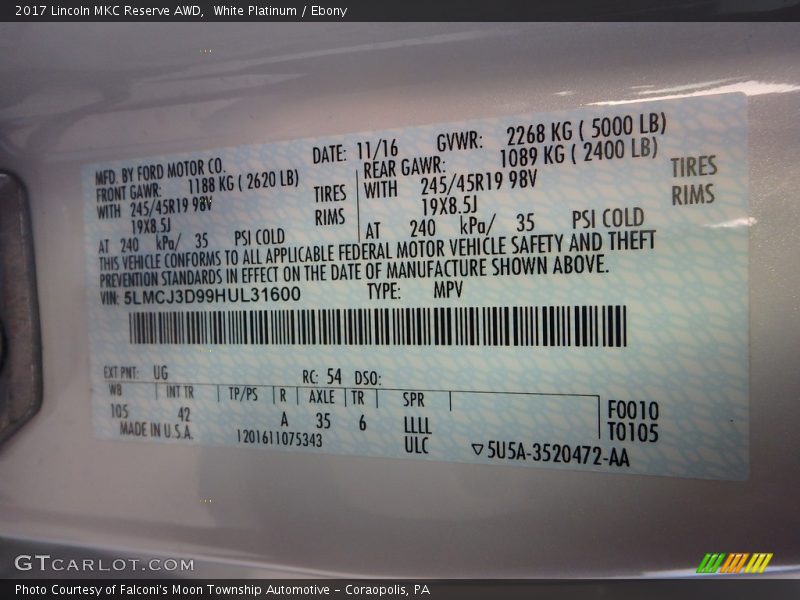 2017 Lincoln MKC Reserve AWD,  White Platinum / Ebony
MFD. BY FORD MOTOR CO.
DATE: 11/16
GVWR: 2268 KG ( 5000 LB)
FRONT GAWR: 1188 KG ( 2620 LB)
REAR GAWR: 1089 KG ( 2400 LB)
WITH 245/45R19 98V TIRES
WITH 245/45R19 98V TIRES
19X8.5J RIMS
19X8.5J RIMS
AT 240 kPa/ 35 PSI COLD
AT 240 kPa/ 35 PSI COLD
THIS VEHICLE CONFORMS TO ALL APPLICABLE FEDERAL MOTOR VEHICLE SAFETY AND THEFT
PREVENTION STANDARDS IN EFFECT ON THE DATE OF MANUFACTURE SHOWN ABOVE.
VIN: 5LMCJ3D99HUL31600
TYPE: MPV
EXT PNT: UG
RC: 54 DSO:
WB INT TR TP/PS R AXLE TR SPR
105 42 A 35 6 LLLL
F0010
T0105
MADE IN U.S.A.
1201611075343
ULC
▽5U5A-3520472-AA
GTCARLOT.COM
Photo Courtesy of Falconi's Moon Township Automotive – Coraopolis, PA